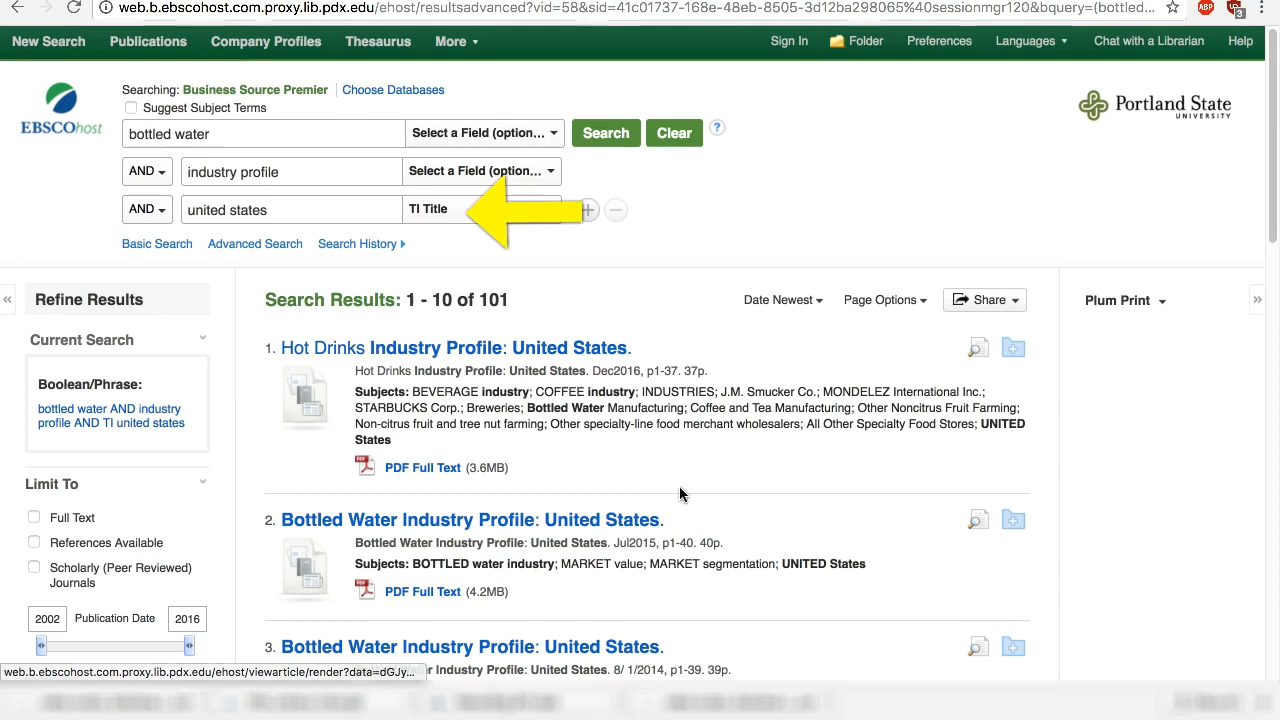 web.b.ebscohost.com.proxy.lib.pdx.edu/ehost/resultsadvanced?vid=58&sid=41c01737-168e-48eb-8505-3d12ba298065%40sessionmgr120&bquery=(bottled...
ABP
3
New Search Publications Company Profiles Thesaurus More
Sign In Folder Preferences Languages Chat with a Librarian Help
EBSCOhost
Searching: Business Source Premier Choose Databases
Suggest Subject Terms
bottled water Select a Field (option... Search Clear ?
AND industry profile Select a Field (option...
AND united states TI Title + −
Basic Search Advanced Search Search History
Portland State
UNIVERSITY
« Refine Results
Current Search
Boolean/Phrase:
bottled water AND industry
profile AND TI united states
Limit To
Full Text
References Available
Scholarly (Peer Reviewed)
Journals
2002 Publication Date 2016
Search Results: 1 - 10 of 101
Date Newest Page Options Share
1. Hot Drinks Industry Profile: United States.
Hot Drinks Industry Profile: United States. Dec2016, p1-37. 37p.
Subjects: BEVERAGE industry; COFFEE industry; INDUSTRIES; J.M. Smucker Co.; MONDELEZ International Inc.;
STARBUCKS Corp.; Breweries; Bottled Water Manufacturing; Coffee and Tea Manufacturing; Other Noncitrus Fruit Farming;
Non-citrus fruit and tree nut farming; Other specialty-line food merchant wholesalers; All Other Specialty Food Stores; UNITED
States
PDF Full Text (3.6MB)
2. Bottled Water Industry Profile: United States.
Bottled Water Industry Profile: United States. Jul2015, p1-40. 40p.
Subjects: BOTTLED water industry; MARKET value; MARKET segmentation; UNITED States
PDF Full Text (4.2MB)
3. Bottled Water Industry Profile: United States.
r Industry Profile: United States. 8/ 1/2014, p1-39. 39p.
Plum Print »
web.b.ebscohost.com.proxy.lib.pdx.edu/ehost/viewarticle/render?data=dGJy...